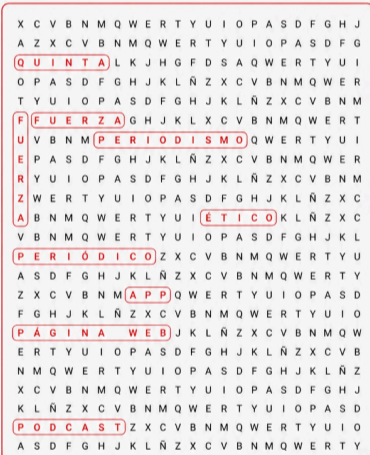 X C V B N M Q W E R T Y U I O P A S D F G H J
A Z X C V B N M Q W E R T Y U I O P A S D F G
Q U I N T A L K J H G F D S A Q W E R T Y U I
O P A S D F G H J K L Ñ Z X C V B N M Q W E R
T Y U I O P A S D F G H J K L Ñ Z X C V B N M
F F U E R Z A G H J K L X C V B N M Q W E R T
U V B N M P E R I O D I S M O Q W E R T Y U I
E P A S D F G H J K L Ñ Z X C V B N M Q W E R
R Y U I O P A S D F G H J K L Ñ Z X C V B N M
Z W E R T Y U I O P A S D F G H J K L Ñ Z X C
A B N M Q W E R T Y U I É T I C O K L Ñ Z X C
V B N M Q W E R T Y U I O P A S D F G H J K L
P E R I Ó D I C O Z X C V B N M Q W E R T Y U
A S D F G H J K L Ñ Z X C V B N M Q W E R T Y
Z X C V B N M A P P Q W E R T Y U I O P A S D
F G H J K L Ñ Z X C V B N M Q W E R T Y U I O
P Á G I N A W E B J K L Ñ Z X C V B N M Q W
E R T Y U I O P A S D F G H J K L Ñ Z X C V B
N M Q W E R T Y U I O P A S D F G H J K L Ñ Z
X C V B N M Q W E R T Y U I O P A S D F G H J
K L Ñ Z X C V B N M Q W E R T Y U I O P A S D
P O D C A S T Z X C V B N M Q W E R T Y U I O
A S D F G H J K L Ñ Z X C V B N M Q W E R T Y